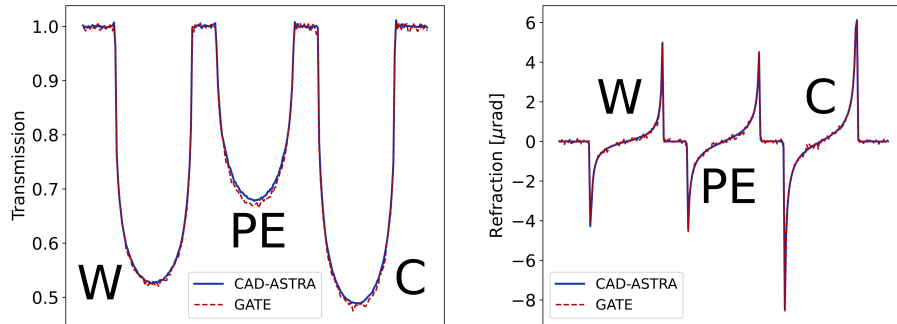 1.0
0.9
0.8
0.7
0.6
0.5
Transmission
W
PE
C
CAD-ASTRA
GATE
6
4
2
0
−2
−4
−6
−8
Refraction [μrad]
W
PE
C
CAD-ASTRA
GATE